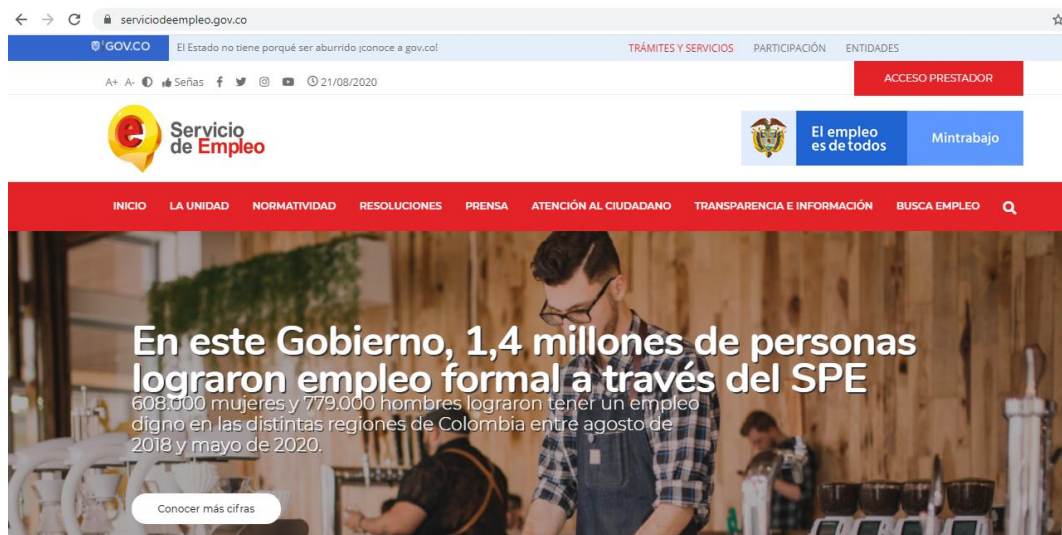 serviciodeempleo.gov.co
GOV.CO
El Estado no tiene porqué ser aburrido ¡conoce a gov.co!
TRÁMITES Y SERVICIOS
PARTICIPACIÓN
ENTIDADES
A+ A- Señas 21/08/2020
ACCESO PRESTADOR
e
Servicio
de Empleo
El empleo
es de todos
Mintrabajo
INICIO
LA UNIDAD
NORMATIVIDAD
RESOLUCIONES
PRENSA
ATENCIÓN AL CIUDADANO
TRANSPARENCIA E INFORMACIÓN
BUSCA EMPLEO
En este Gobierno, 1,4 millones de personas
lograron empleo formal a través del SPE
608.000 mujeres y 779.000 hombres lograron tener un empleo
digno en las distintas regiones de Colombia entre agosto de
2018 y mayo de 2020.
Conocer más cifras